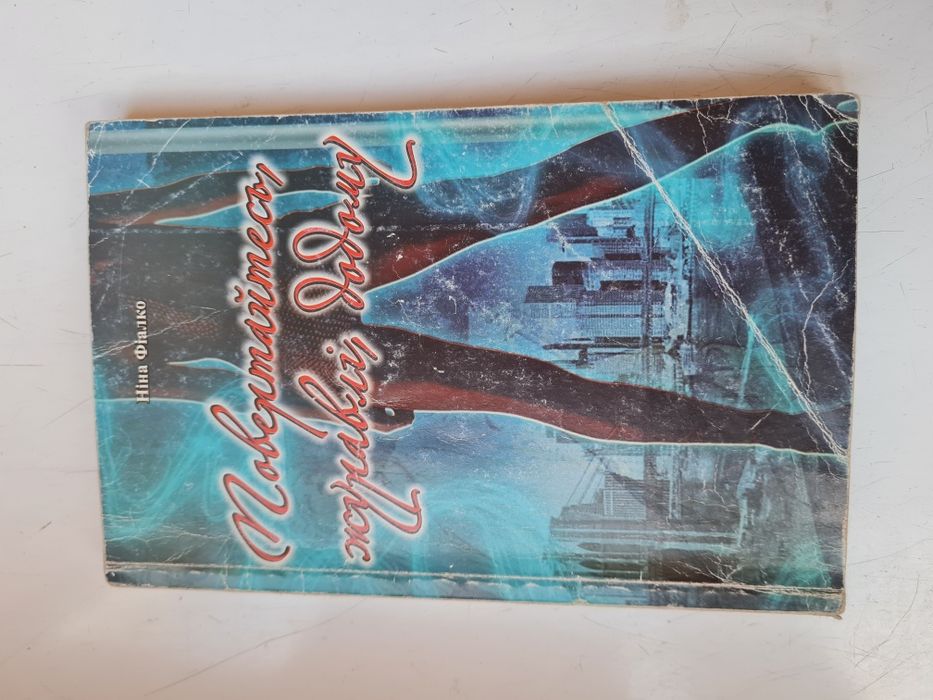 Ніна Фіалко
Повертайтесь,
журавлі, додому